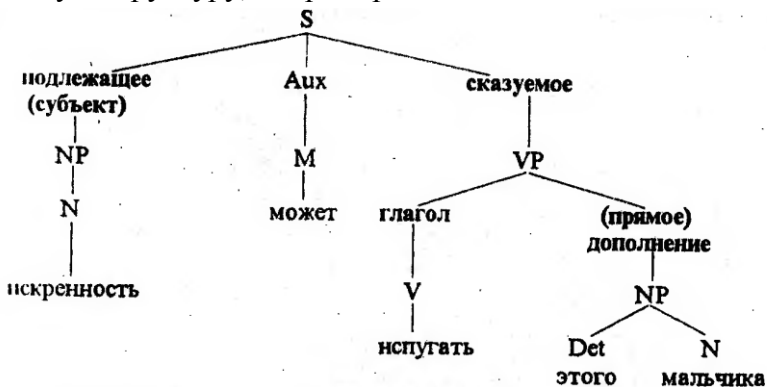 S
подлежащее Aux сказуемое
(субъект)
NP M VP
N может глагол (прямое)
дополнение
искренность V NP
испугать Det N
этого мальчика